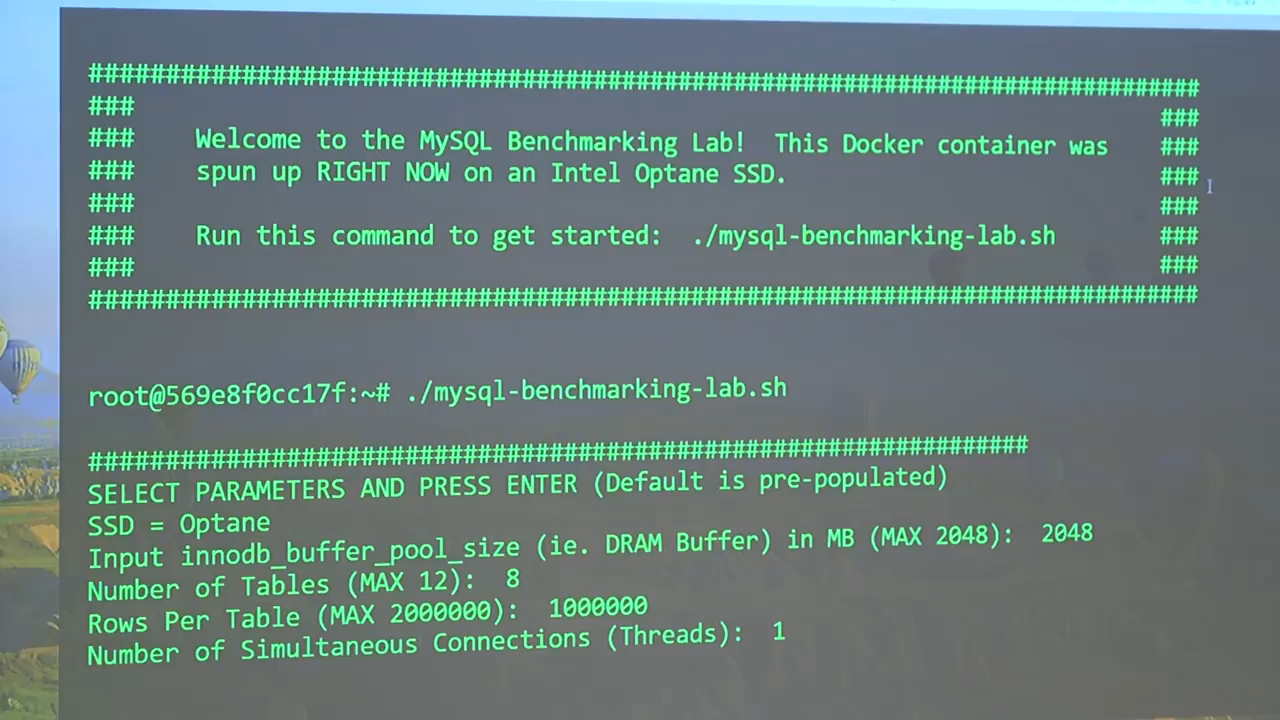 ################################################################################
###
###
### Welcome to the MySQL Benchmarking Lab! This Docker container was ###
### spun up RIGHT NOW on an Intel Optane SSD. ###
### ###
### Run this command to get started: ./mysql-benchmarking-lab.sh ###
### ###
################################################################################
root@569e8f0cc17f:~# ./mysql-benchmarking-lab.sh
####################################################################
SELECT PARAMETERS AND PRESS ENTER (Default is pre-populated)
SSD = Optane
Input innodb_buffer_pool_size (ie. DRAM Buffer) in MB (MAX 2048): 2048
Number of Tables (MAX 12): 8
Rows Per Table (MAX 2000000): 1000000
Number of Simultaneous Connections (Threads): 1